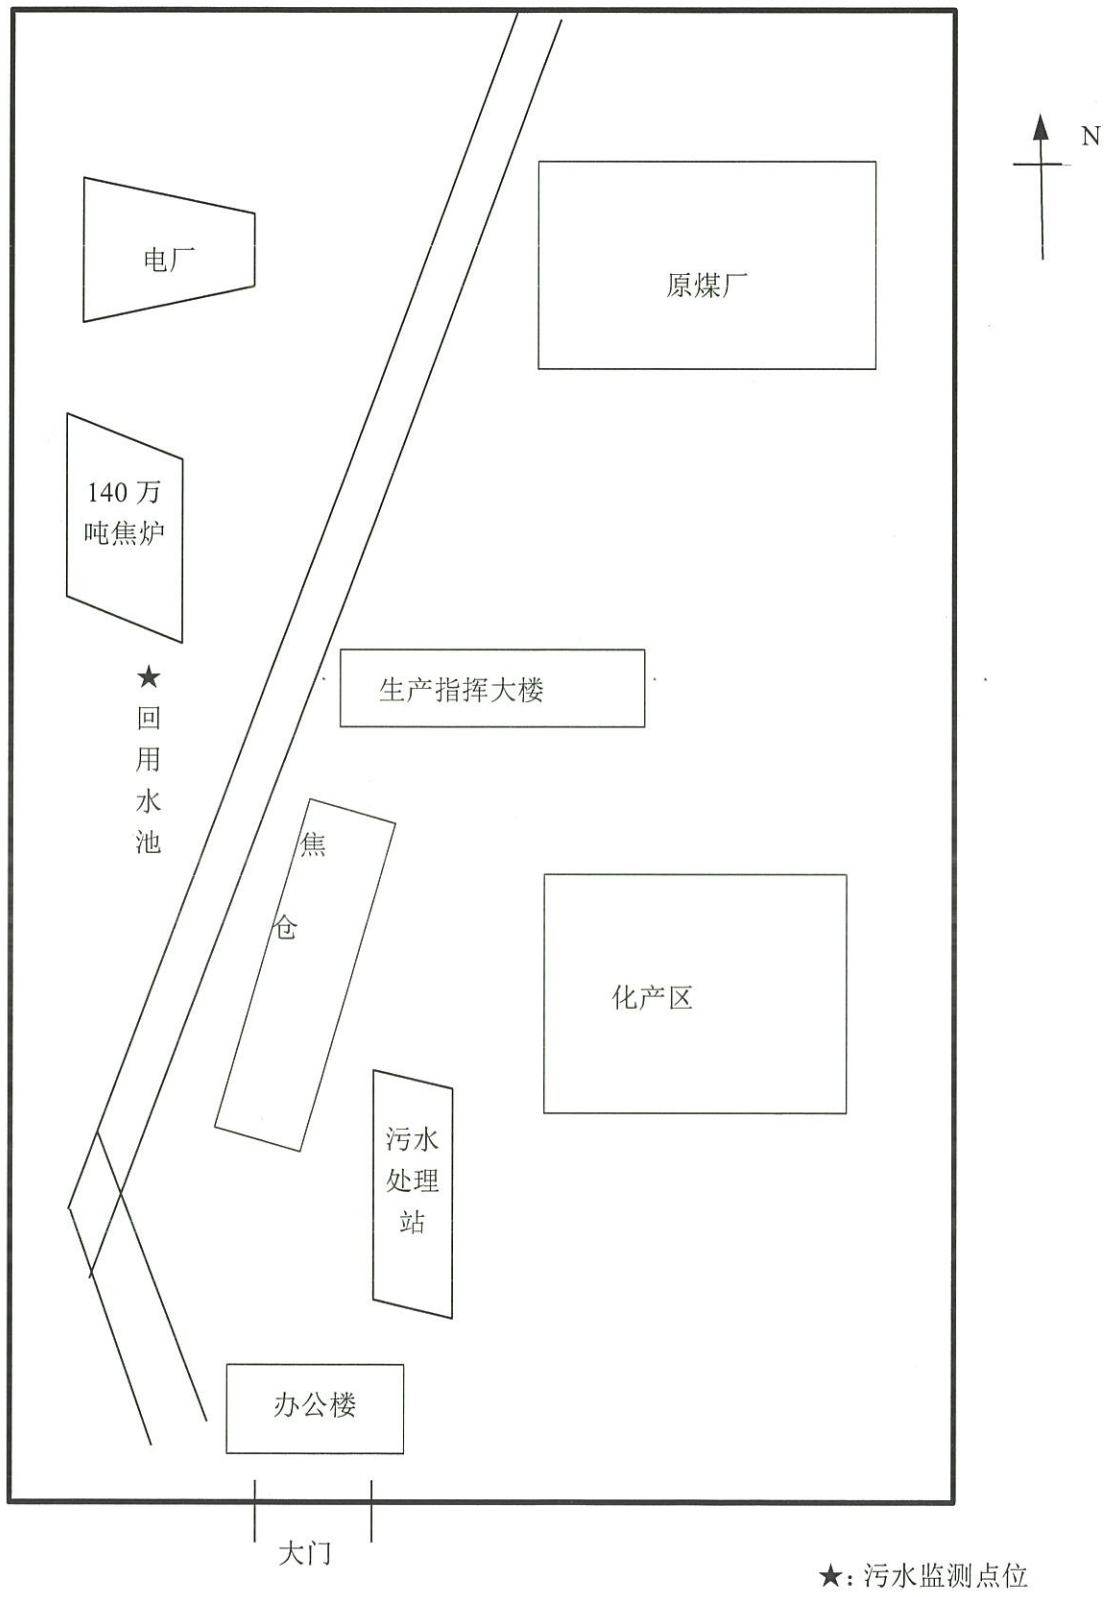 N
电厂
原煤厂
140 万
吨焦炉
生产指挥大楼
★
回
用
水
池
焦
仓
化产区
污水
处理
站
办公楼
大门
★: 污水监测点位